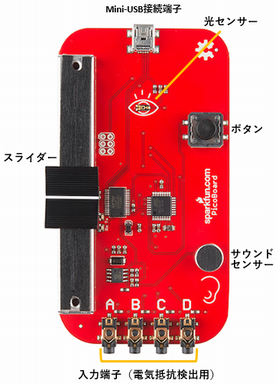 Mini-USB接続端子
光センサー
ボタン
スライダー
sparkfun.com
PicoBoard
サウンド
センサー
A B C D
入力端子（電気抵抗検出用）